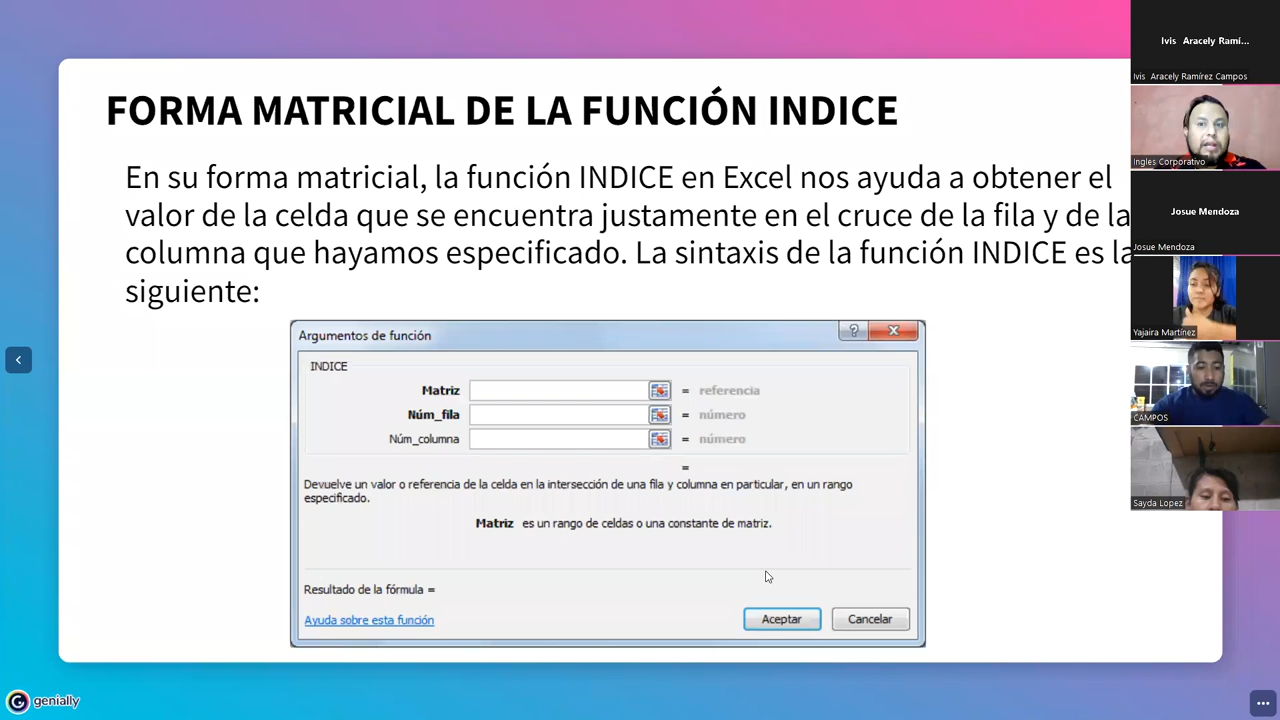 FORMA MATRICIAL DE LA FUNCIÓN INDICE
En su forma matricial, la función INDICE en Excel nos ayuda a obtener el
valor de la celda que se encuentra justamente en el cruce de la fila y de la
columna que hayamos especificado. La sintaxis de la función INDICE es la
siguiente:
Argumentos de función
INDICE
Matriz = referencia
Núm_fila = número
Núm_columna = número
=
Devuelve un valor o referencia de la celda en la intersección de una fila y columna en particular, en un rango
especificado.
Matriz es un rango de celdas o una constante de matriz.
Resultado de la fórmula =
Ayuda sobre esta función
Aceptar
Cancelar
Ivis Aracely Ramí...
Ivis Aracely Ramírez Campos
Ingles Corporativo
Josue Mendoza
Josue Mendoza
Yajaira Martínez
CAMPOS
Sayda Lopez
genially